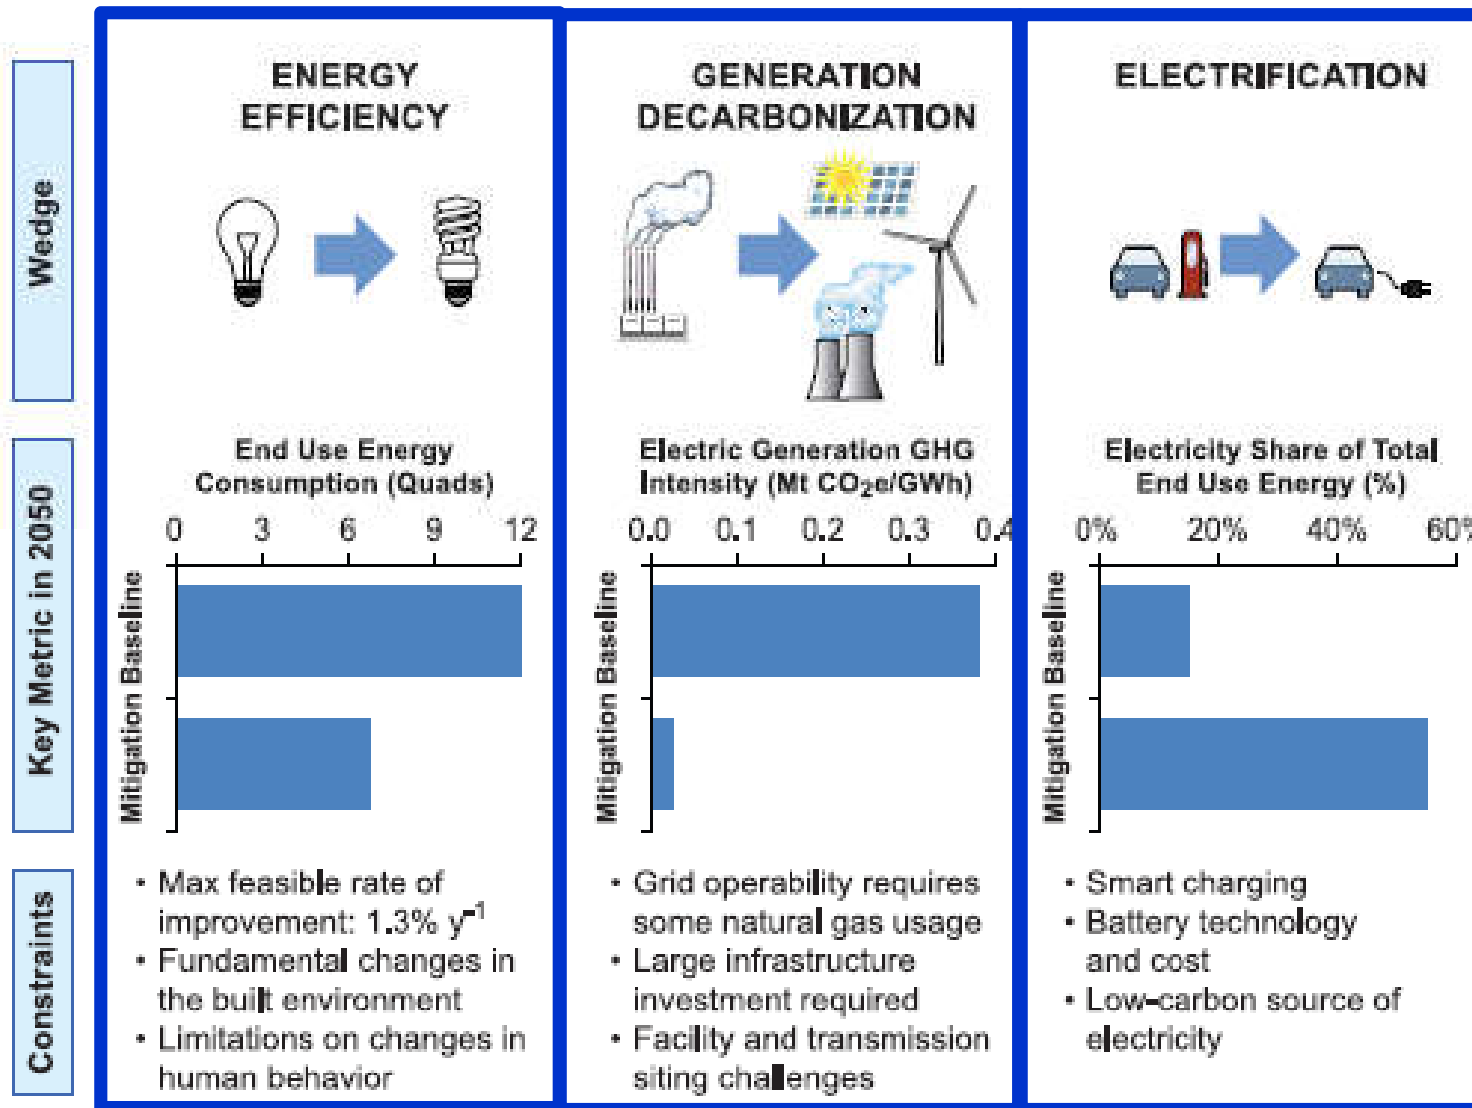 Wedge
ENERGY
EFFICIENCY
GENERATION
DECARBONIZATION
ELECTRIFICATION
Key Metric in 2050
End Use Energy
Consumption (Quads)
0 3 6 9 12
Baseline
Mitigation
Electric Generation GHG
Intensity (Mt CO₂e/GWh)
0.0 0.1 0.2 0.3 0.4
Baseline
Mitigation
Electricity Share of Total
End Use Energy (%)
0% 20% 40% 60%
Baseline
Mitigation
Constraints
• Max feasible rate of
improvement: 1.3% y⁻¹
• Fundamental changes in
the built environment
• Limitations on changes in
human behavior
• Grid operability requires
some natural gas usage
• Large infrastructure
investment required
• Facility and transmission
siting challenges
• Smart charging
• Battery technology
and cost
• Low-carbon source of
electricity